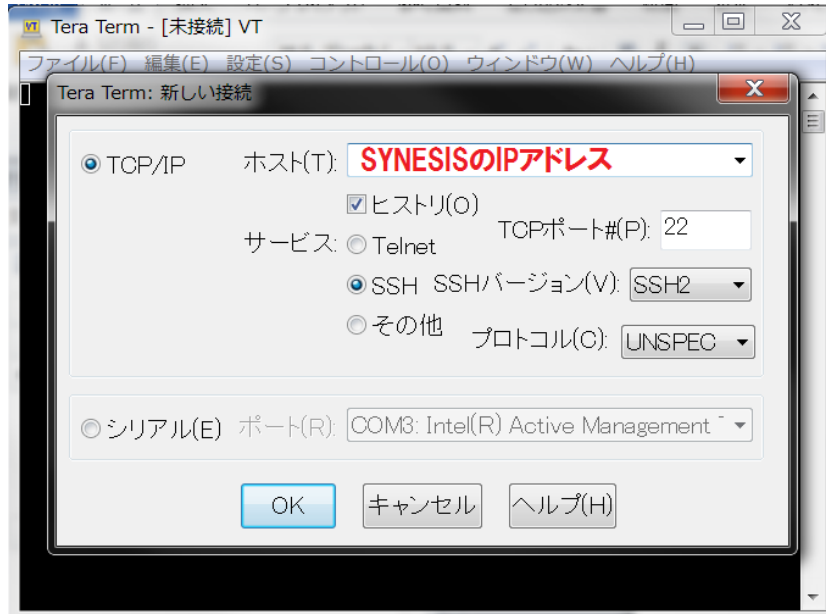 Tera Term - [未接続] VT
ファイル(F) 編集(E) 設定(S) コントロール(O) ウィンドウ(W) ヘルプ(H)
Tera Term: 新しい接続
TCP/IP ホスト(T): SYNESISのIPアドレス
ヒストリ(O)
サービス: Telnet TCPポート#(P): 22
SSH SSHバージョン(V): SSH2
その他 プロトコル(C): UNSPEC
シリアル(E) ポート(R): COM3: Intel(R) Active Management
OK キャンセル ヘルプ(H)